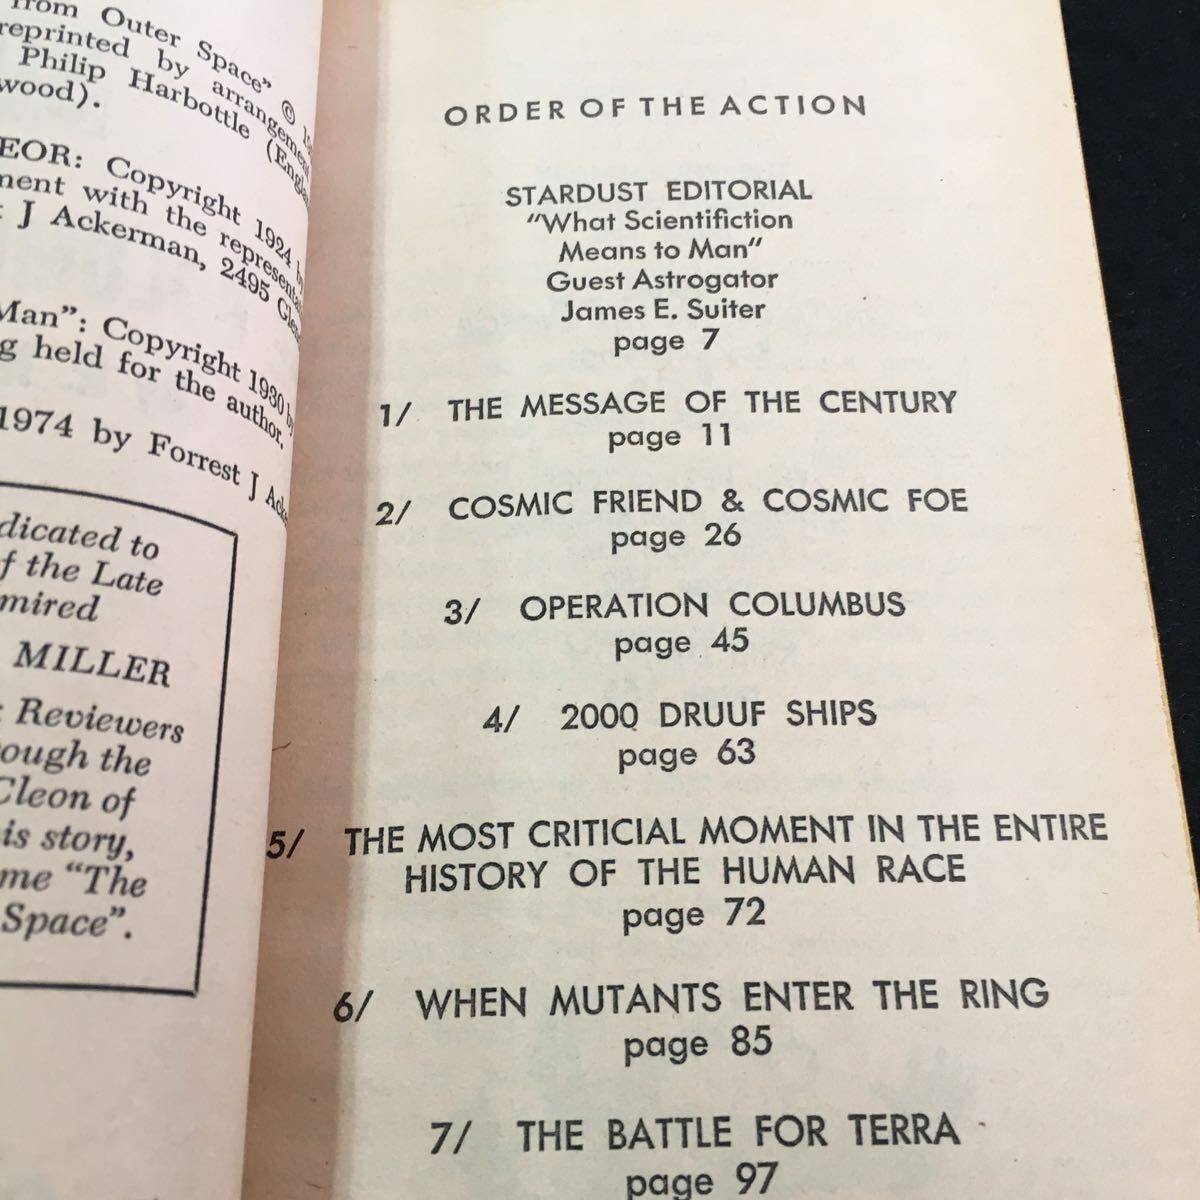 from Outer Space" ©
reprinted by arrangement
Philip Harbottle (England
wood).
EOR: Copyright 1924 by
ment with the
J Ackerman, 2495
Man": Copyright 1930 by
g held for the author.
1974 by Forrest J
dicated to
f the Late
mired
MILLER
: Reviewers
ough the
Cleon of
is story,
me "The
Space".
ORDER OF THE ACTION
STARDUST EDITORIAL
"What Scientifiction
Means to Man"
Guest Astrogator
James E. Suiter
page 7
1/ THE MESSAGE OF THE CENTURY
page 11
2/ COSMIC FRIEND & COSMIC FOE
page 26
3/ OPERATION COLUMBUS
page 45
4/ 2000 DRUUF SHIPS
page 63
5/ THE MOST CRITICIAL MOMENT IN THE ENTIRE
HISTORY OF THE HUMAN RACE
page 72
6/ WHEN MUTANTS ENTER THE RING
page 85
7/ THE BATTLE FOR TERRA
page 97